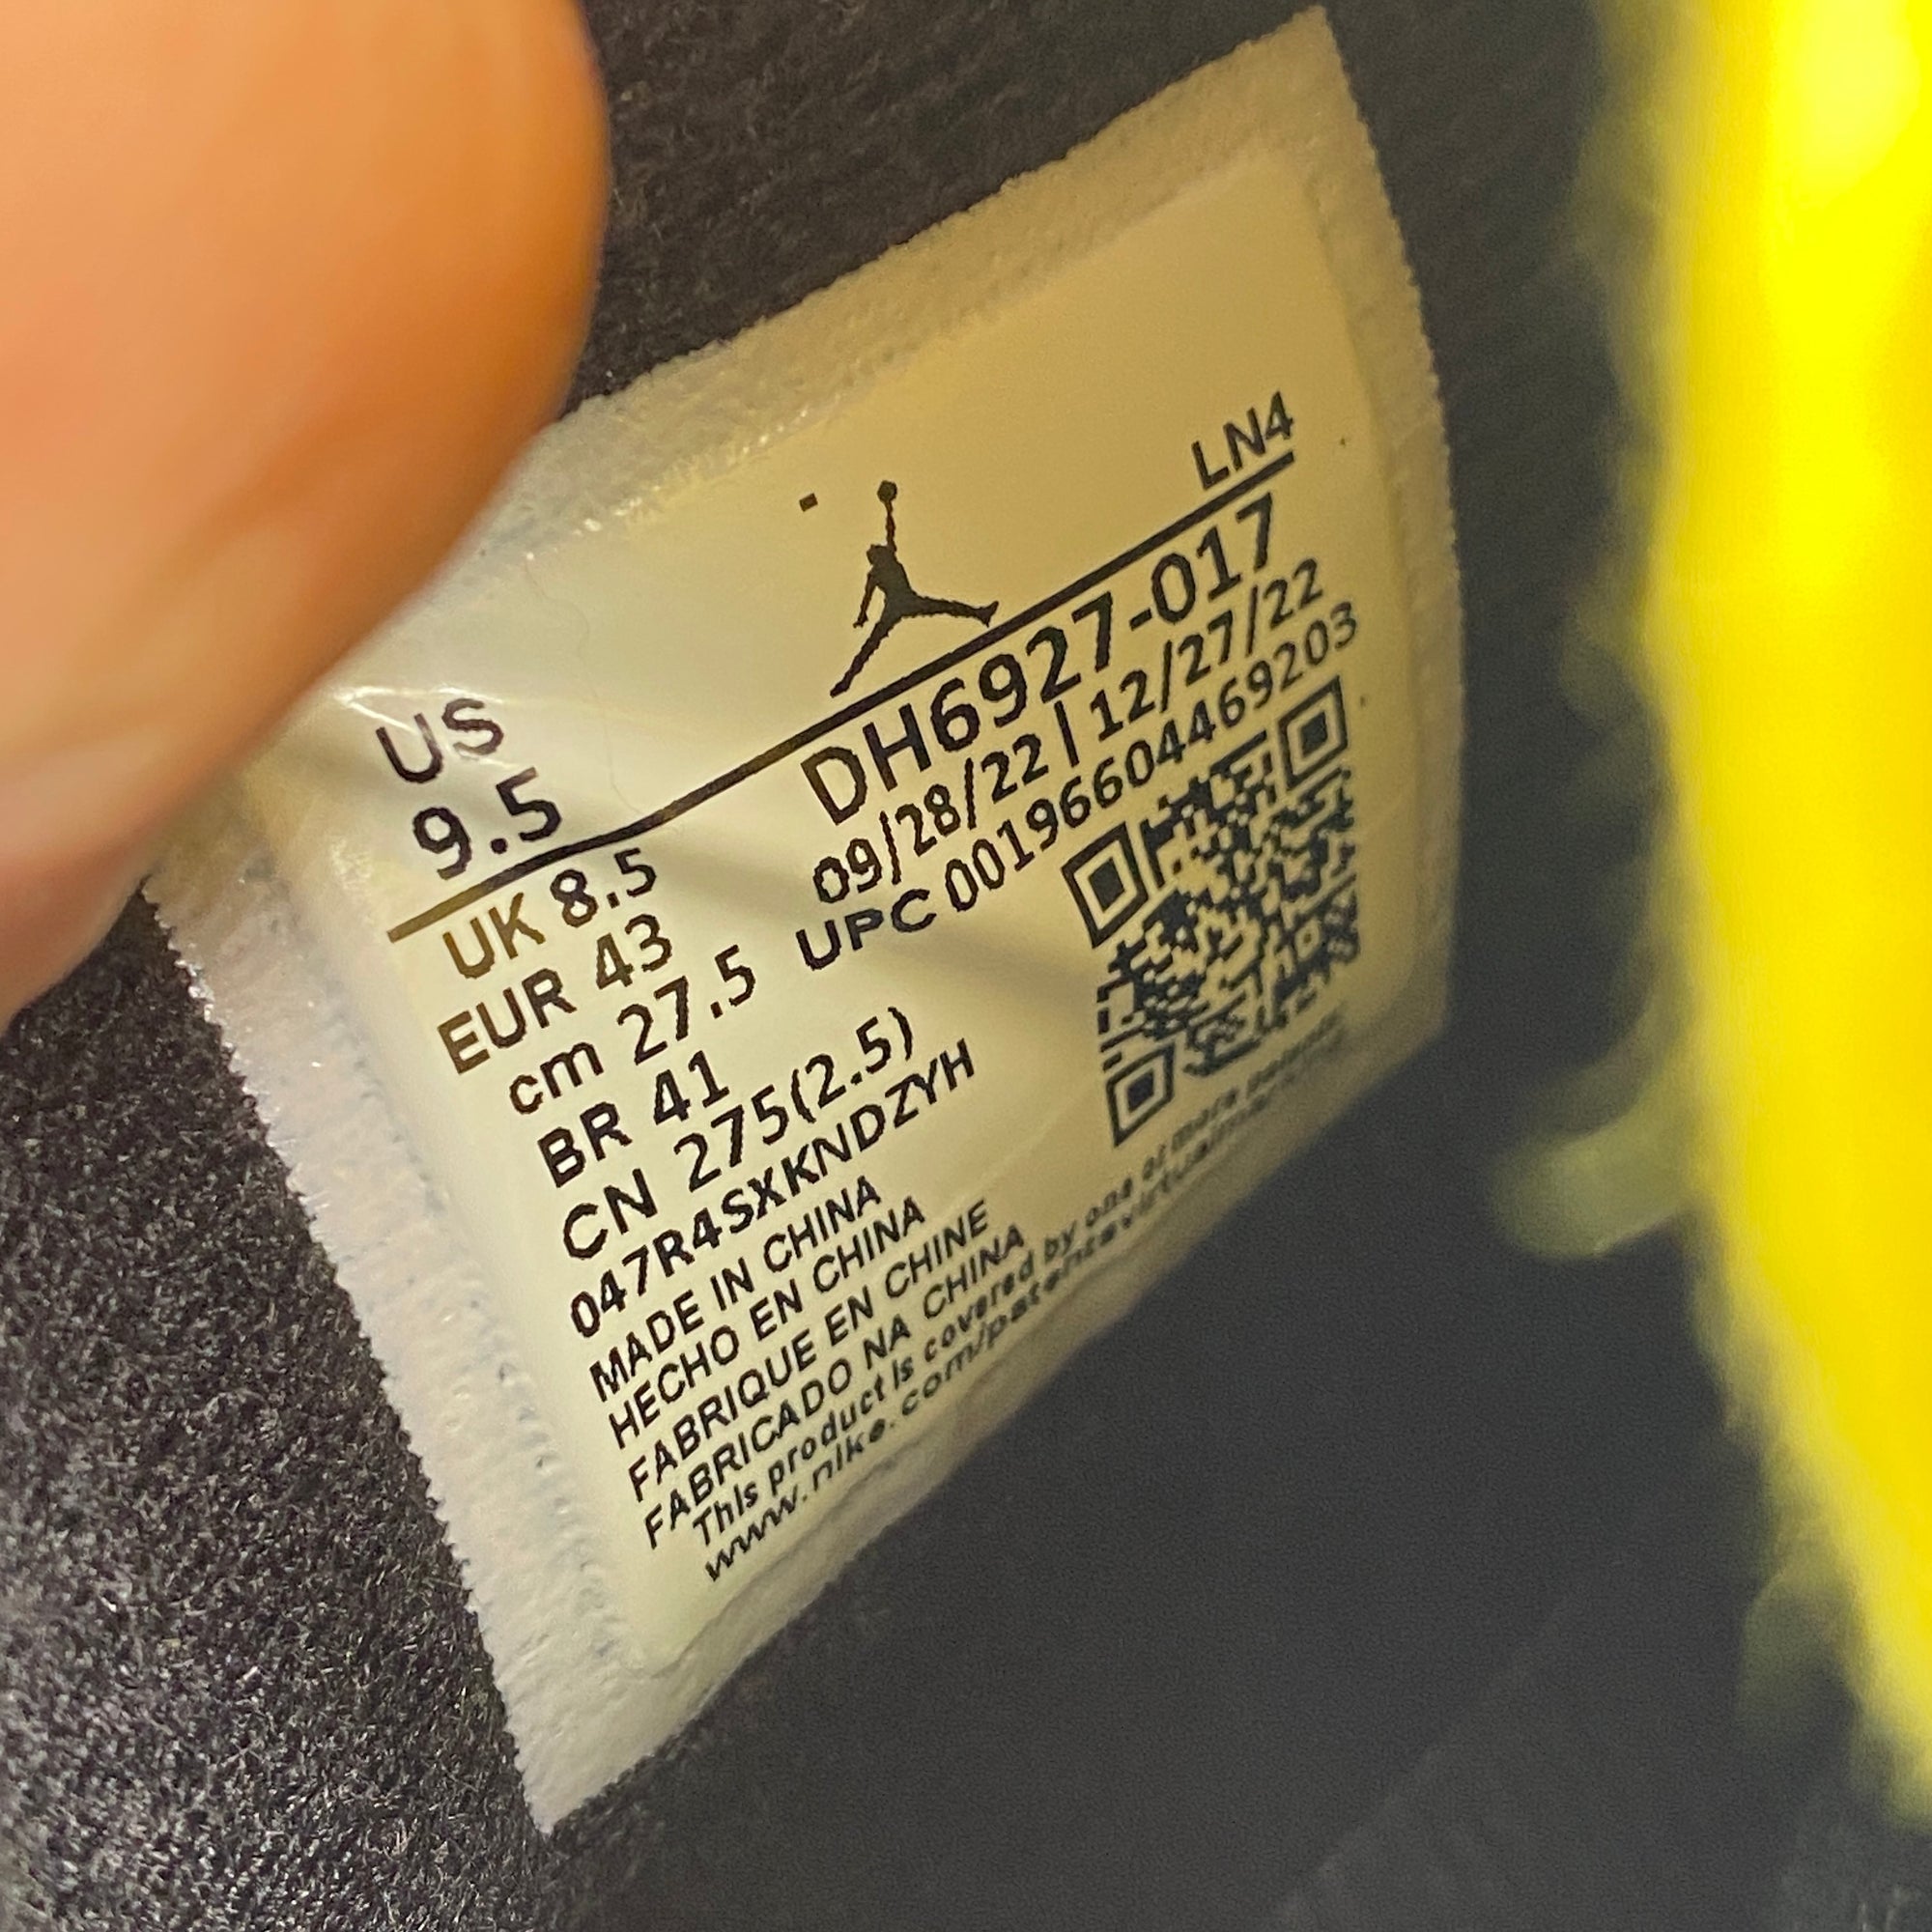 LN4
US
9.5
DH6927-017
09/28/22 | 12/27/22
UPC 00196604469203
UK 8.5
EUR 43
cm 27.5
BR 41
CN 275(2.5)
047R4SXKNDZYH
MADE IN CHINA
HECHO EN CHINA
FABRIQUE EN CHINE
FABRICADO NA CHINA
This product is covered by one or more
www.nike.com/patentavirtual